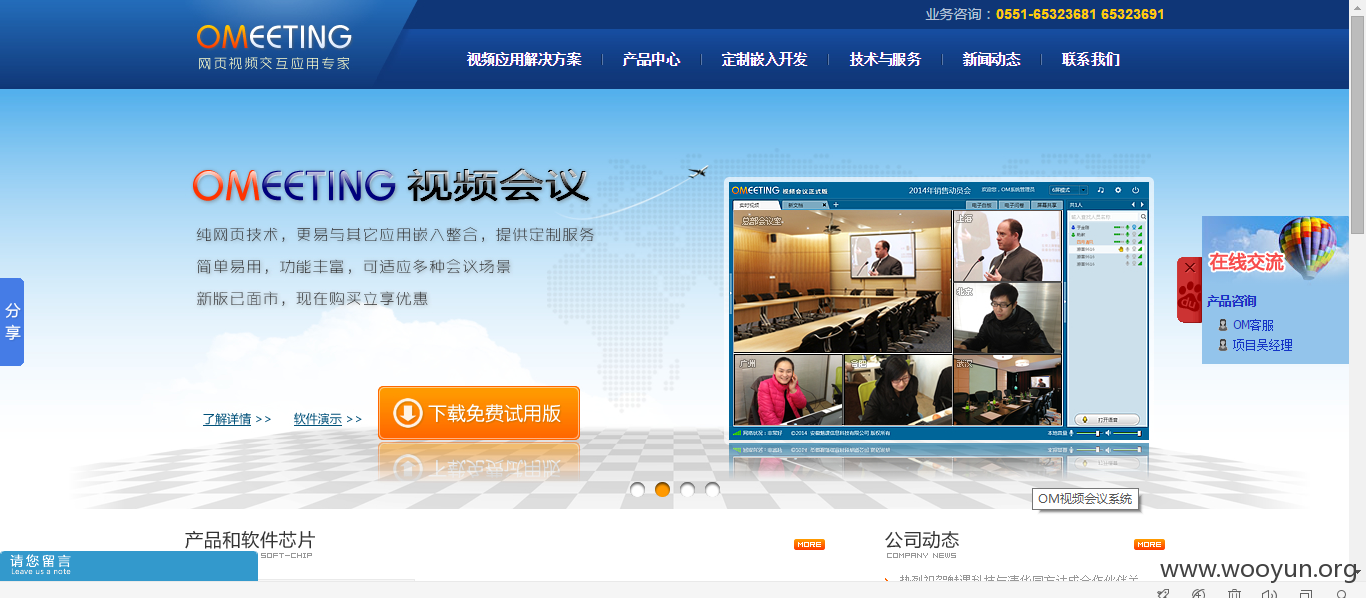 业务咨询：0551-65323681 65323691
OMEETING
网页视频交互应用专家
视频应用解决方案
产品中心
定制嵌入开发
技术与服务
新闻动态
联系我们
OMEETING 视频会议
纯网页技术，更易与其它应用嵌入整合，提供定制服务
简单易用，功能丰富，可适应多种会议场景
新版已面市，现在购买立享优惠
了解详情 >>
软件演示 >>
下载免费试用版
OMEETING 视频会议正式版
2014年销售动员会
总部会议室
上海
北京
广州
合肥
武汉
打开语音
OM视频会议系统
分享
在线交流
产品咨询
OM客服
项目吴经理
du
产品和软件芯片
SOFT-CHIP
MORE
公司动态
COMPANY NEWS
MORE
请您留言
Leave us a note
www.wooyun.org